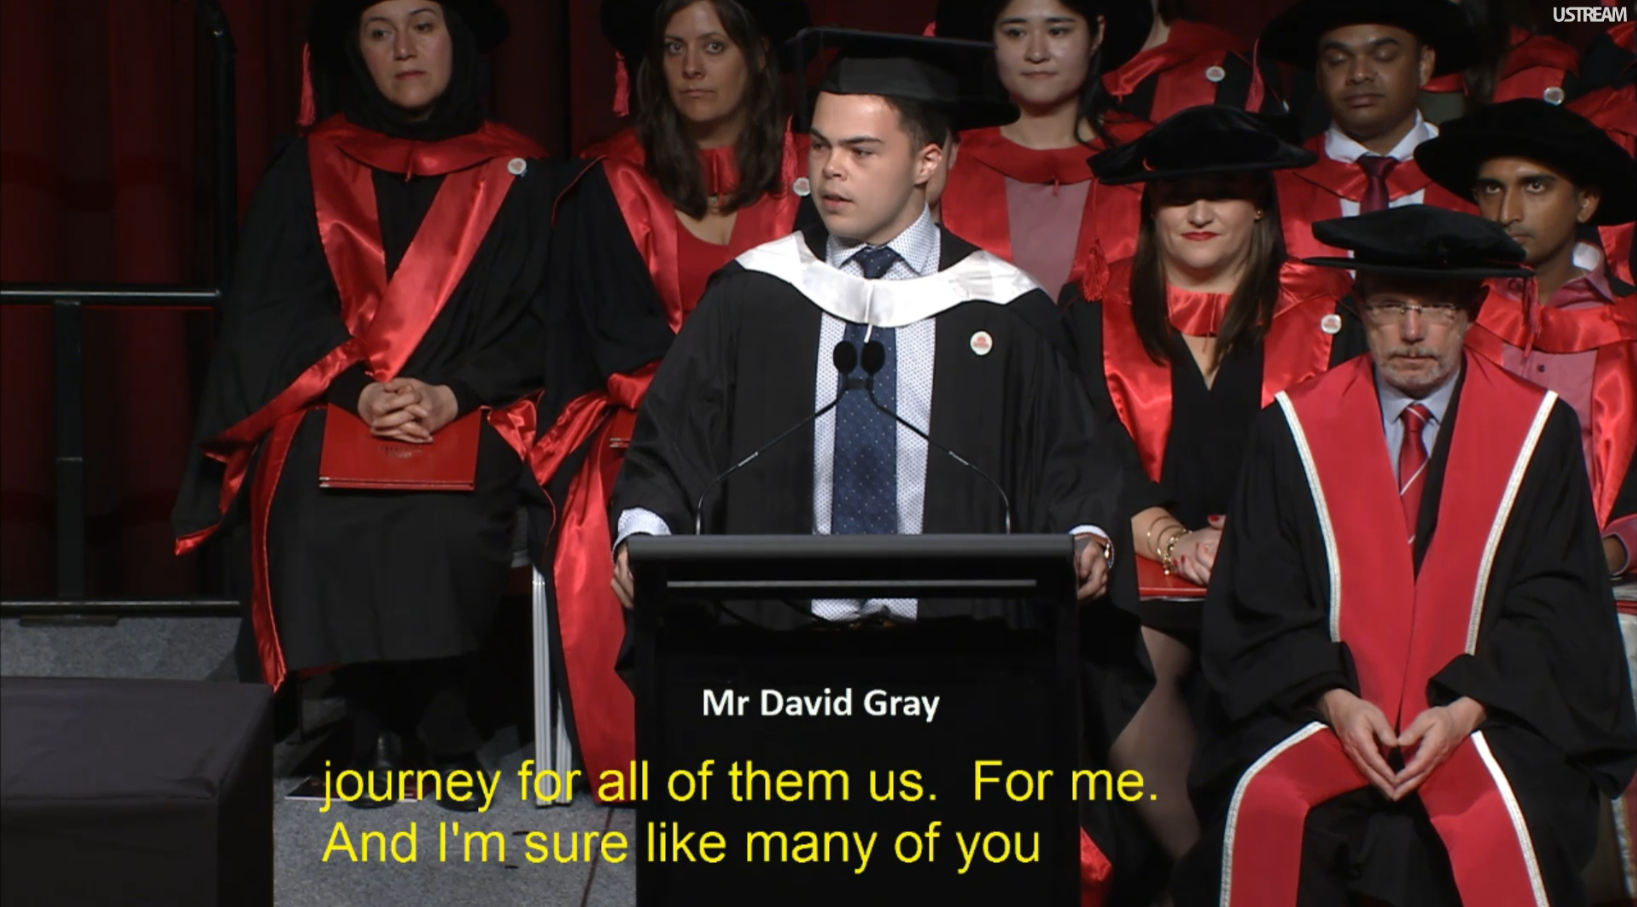 USTREAM
Mr David Gray
journey for all of them us.  For me.
And I'm sure like many of you